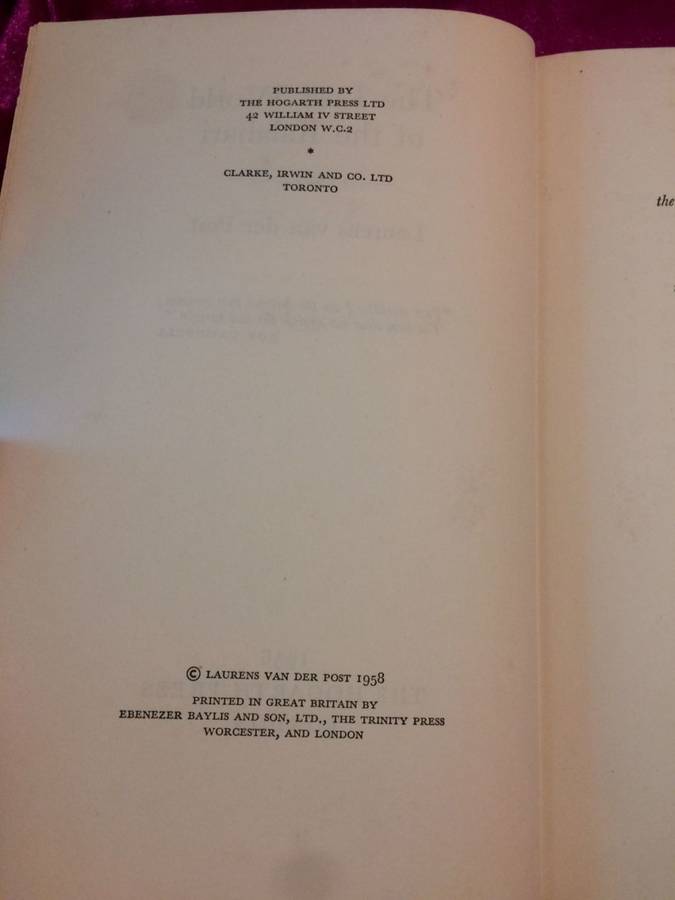 PUBLISHED BY
THE HOGARTH PRESS LTD
42 WILLIAM IV STREET
LONDON W.C.2
*
CLARKE, IRWIN AND CO. LTD
TORONTO
the
© LAURENS VAN DER POST 1958
PRINTED IN GREAT BRITAIN BY
EBENEZER BAYLIS AND SON, LTD., THE TRINITY PRESS
WORCESTER, AND LONDON